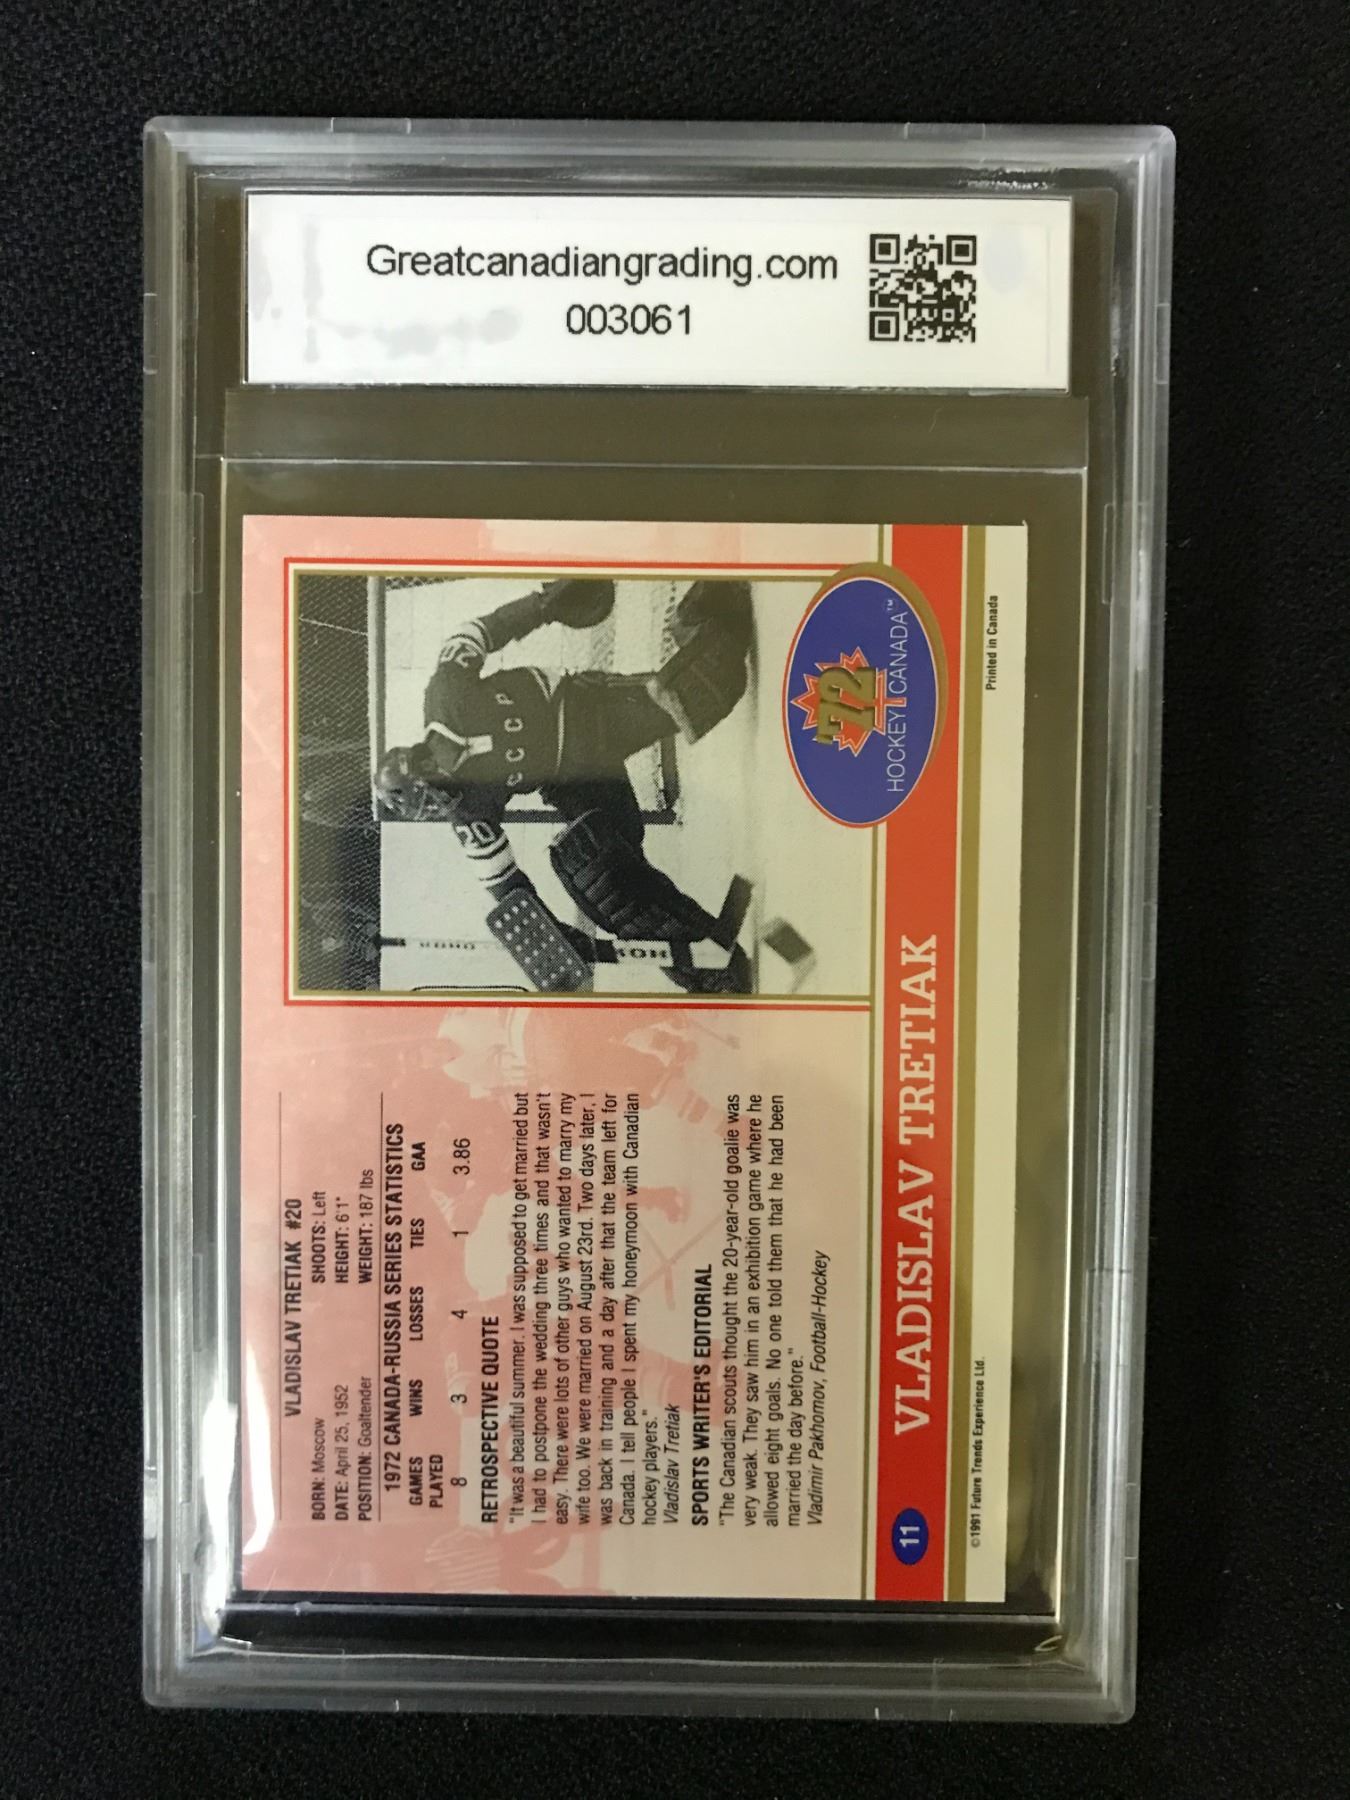 Greatcanadiangrading.com
003061
VLADISLAV TRETIAK #20
BORN: Moscow SHOOTS: Left
DATE: April 25, 1952 HEIGHT: 6'1"
POSITION: Goaltender WEIGHT: 187 lbs
1972 CANADA-RUSSIA SERIES STATISTICS
GAMES WINS LOSSES TIES GAA
PLAYED
8 3 4 1 3.86
RETROSPECTIVE QUOTE
"It was a beautiful summer. I was supposed to get married but
I had to postpone the wedding three times and that wasn't
easy. There were lots of other guys who wanted to marry my
wife too. We were married on August 23rd. Two days later, I
was back in training and a day after that the team left for
Canada. I tell people I spent my honeymoon with Canadian
hockey players."
Vladislav Tretiak
SPORTS WRITER'S EDITORIAL
"The Canadian scouts thought the 20-year-old goalie was
very weak. They saw him in an exhibition game where he
allowed eight goals. No one told them that he had been
married the day before."
Vladimir Pakhomov, Football-Hockey
20
CCCP
'72
HOCKEY CANADA™
11 VLADISLAV TRETIAK
©1991 Future Trends Experience Ltd. Printed in Canada